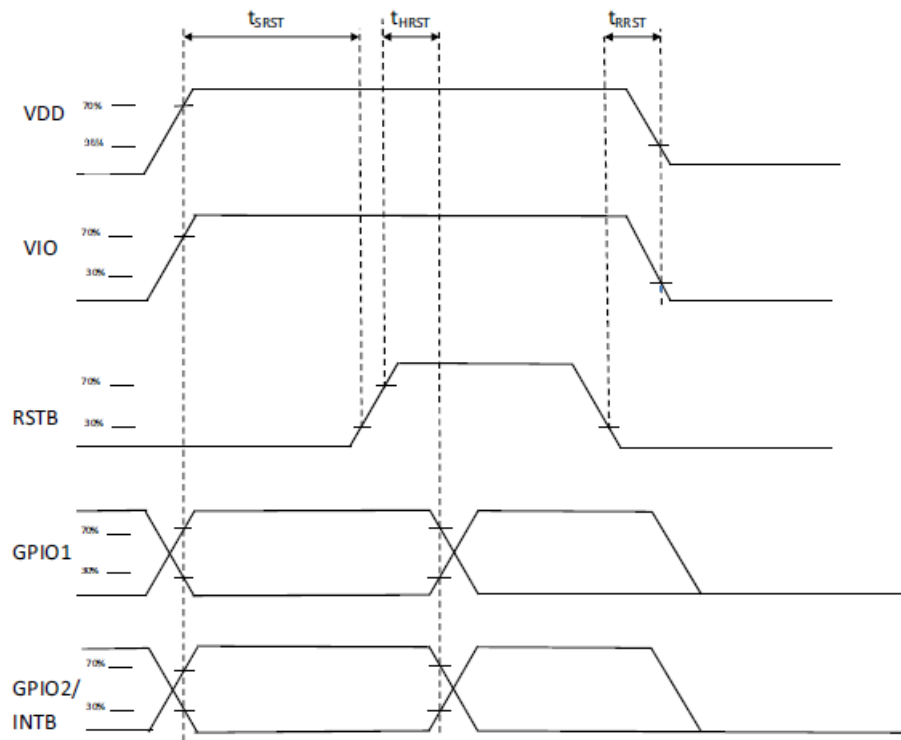 tSRST tHRST tRRST
VDD
70%
VIO
70%
30%
RSTB
70%
30%
GPIO1
70%
30%
GPIO2/
INTB
70%
30%